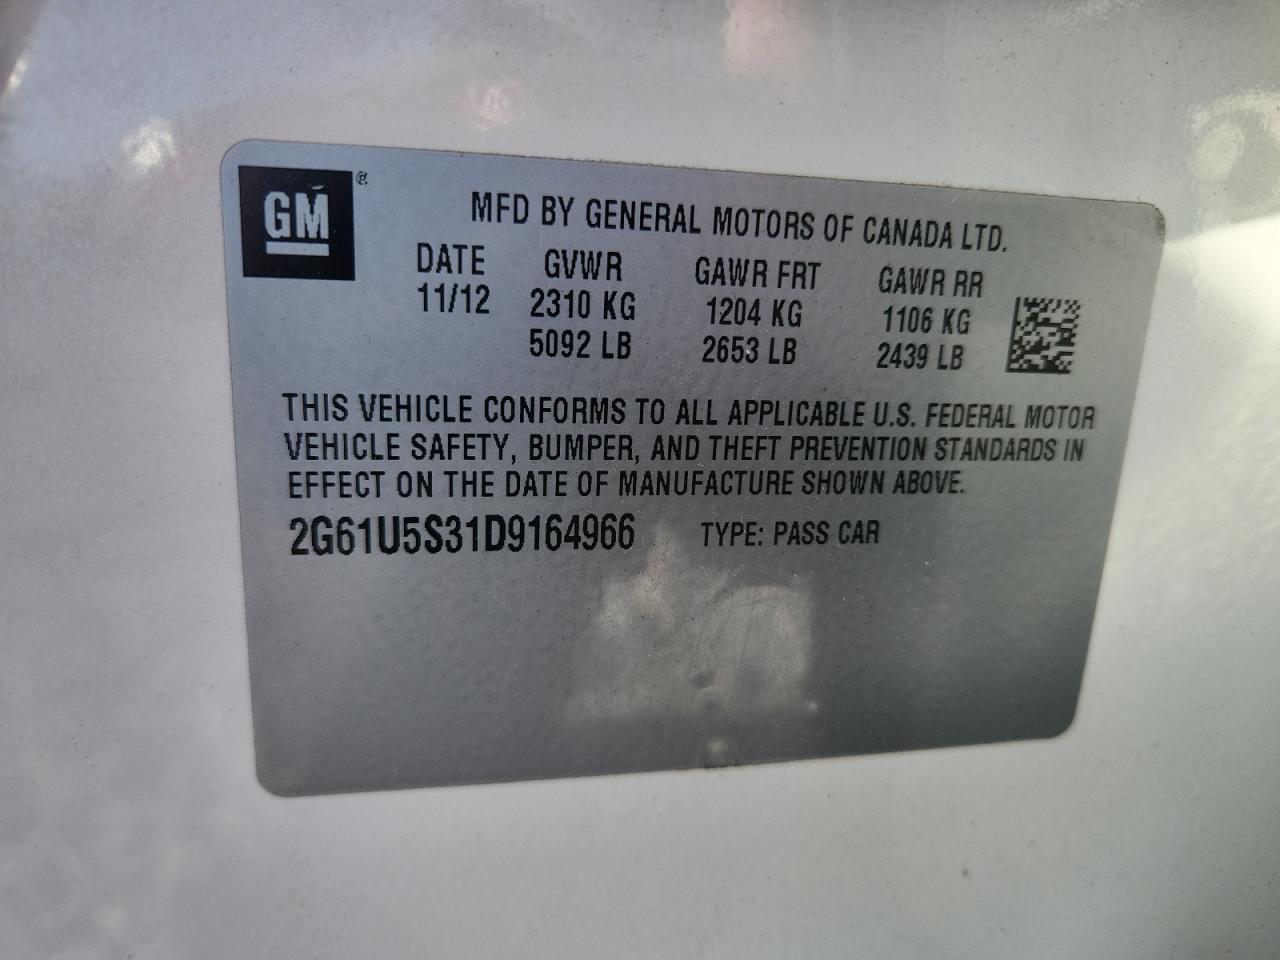 GM®
MFD BY GENERAL MOTORS OF CANADA LTD.
DATE GVWR GAWR FRT GAWR RR
11/12 2310 KG 1204 KG 1106 KG
5092 LB 2653 LB 2439 LB
THIS VEHICLE CONFORMS TO ALL APPLICABLE U.S. FEDERAL MOTOR
VEHICLE SAFETY, BUMPER, AND THEFT PREVENTION STANDARDS IN
EFFECT ON THE DATE OF MANUFACTURE SHOWN ABOVE.
2G61U5S31D9164966 TYPE: PASS CAR